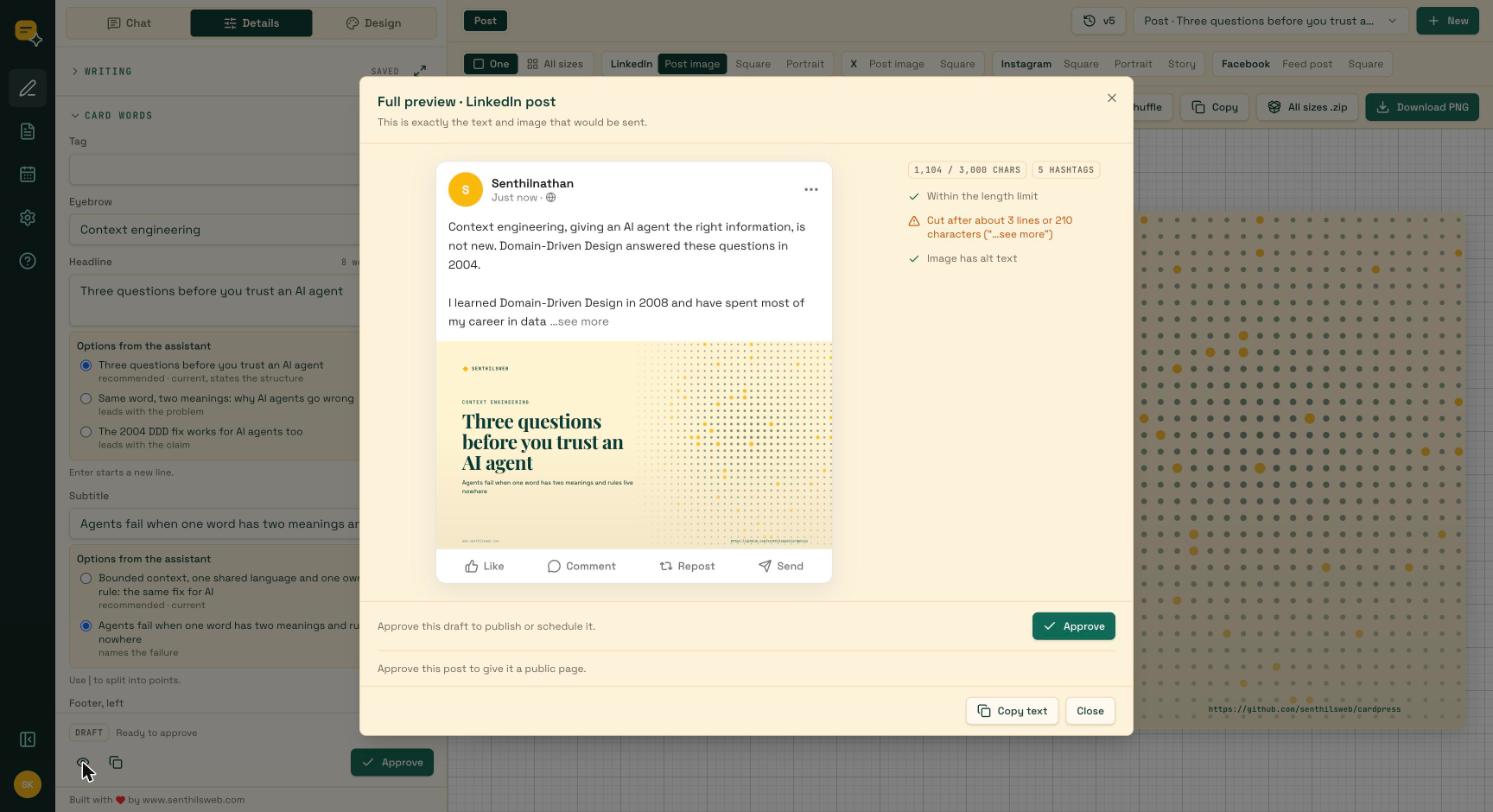 Chat
Details
Design
Post
v5
Post · Three questions before you trust a...
New
WRITING
SAVED
One
All sizes
LinkedIn
Post image
Square
Portrait
X
Post image
Square
Instagram
Square
Portrait
Story
Facebook
Feed post
Square
huffle
Copy
All sizes .zip
Download PNG
CARD WORDS
Tag
Eyebrow
Context engineering
Headline
8 w
Three questions before you trust an AI agent
Options from the assistant
Three questions before you trust an AI agent
recommended · current, states the structure
Same word, two meanings: why AI agents go wrong
leads with the problem
The 2004 DDD fix works for AI agents too
leads with the claim
Enter starts a new line.
Subtitle
Agents fail when one word has two meanings ar
Options from the assistant
Bounded context, one shared language and one owr
rule: the same fix for AI
recommended · current
Agents fail when one word has two meanings and ru
nowhere
names the failure
Use | to split into points.
Footer, left
DRAFT
Ready to approve
Approve
SK
Built with ❤ by www.senthilsweb.com
Full preview · LinkedIn post
This is exactly the text and image that would be sent.
S
Senthilnathan
Just now ·
Context engineering, giving an AI agent the right information, is
not new. Domain-Driven Design answered these questions in
2004.
I learned Domain-Driven Design in 2008 and have spent most of
my career in data ...see more
SENTHILSWEB
CONTEXT ENGINEERING
Three questions
before you trust an
AI agent
Agents fail when one word has two meanings and rules live
nowhere
www.senthilsweb.com
https://github.com/senthilsweb/cardpress
Like
Comment
Repost
Send
1,104 / 3,000 CHARS
5 HASHTAGS
Within the length limit
Cut after about 3 lines or 210
characters ("...see more")
Image has alt text
Approve this draft to publish or schedule it.
Approve
Approve this post to give it a public page.
Copy text
Close
https://github.com/senthilsweb/cardpress